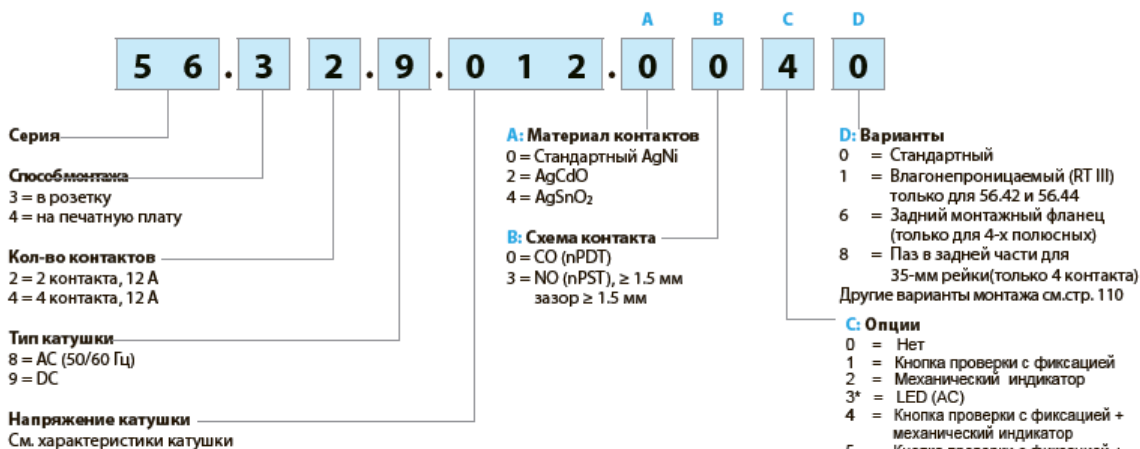 A B C D
5 6 . 3 2 . 9 . 0 1 2 . 0 0 4 0
Серия
Способ монтажа
3 = в розетку
4 = на печатную плату
Кол-во контактов
2 = 2 контакта, 12 А
4 = 4 контакта, 12 А
Тип катушки
8 = AC (50/60 Гц)
9 = DC
Напряжение катушки
См. характеристики катушки
A: Материал контактов
0 = Стандартный AgNi
2 = AgCdO
4 = AgSnO₂
B: Схема контакта
0 = CO (nPDT)
3 = NO (nPST), ≥ 1.5 мм
зазор ≥ 1.5 мм
D: Варианты
0 = Стандартный
1 = Влагонепроницаемый (RT III)
только для 56.42 и 56.44
6 = Задний монтажный фланец
(только для 4-х полюсных)
8 = Паз в задней части для
35-мм рейки(только 4 контакта)
Другие варианты монтажа см.стр. 110
C: Опции
0 = Нет
1 = Кнопка проверки с фиксацией
2 = Механический индикатор
3* = LED (AC)
4 = Кнопка проверки с фиксацией +
механический индикатор